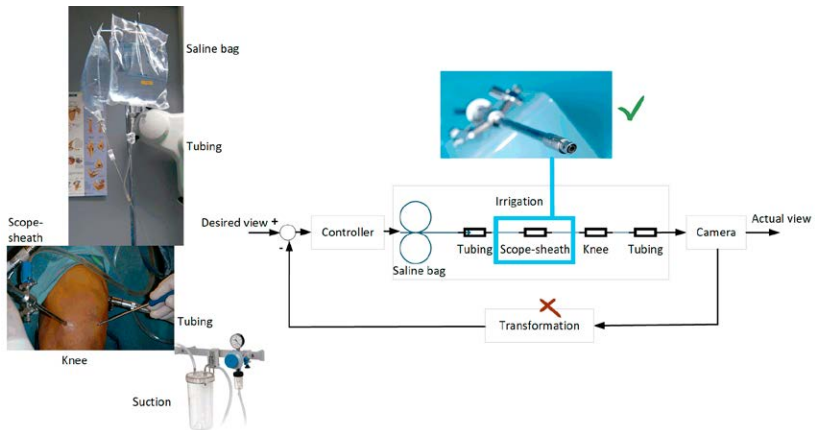 Saline bag
Tubing
Scope-
sheath
Tubing
Knee
Suction
Desired view +
-
Controller
Irrigation
Saline bag
Tubing
Scope-sheath
Knee
Tubing
Camera
Actual view
Transformation